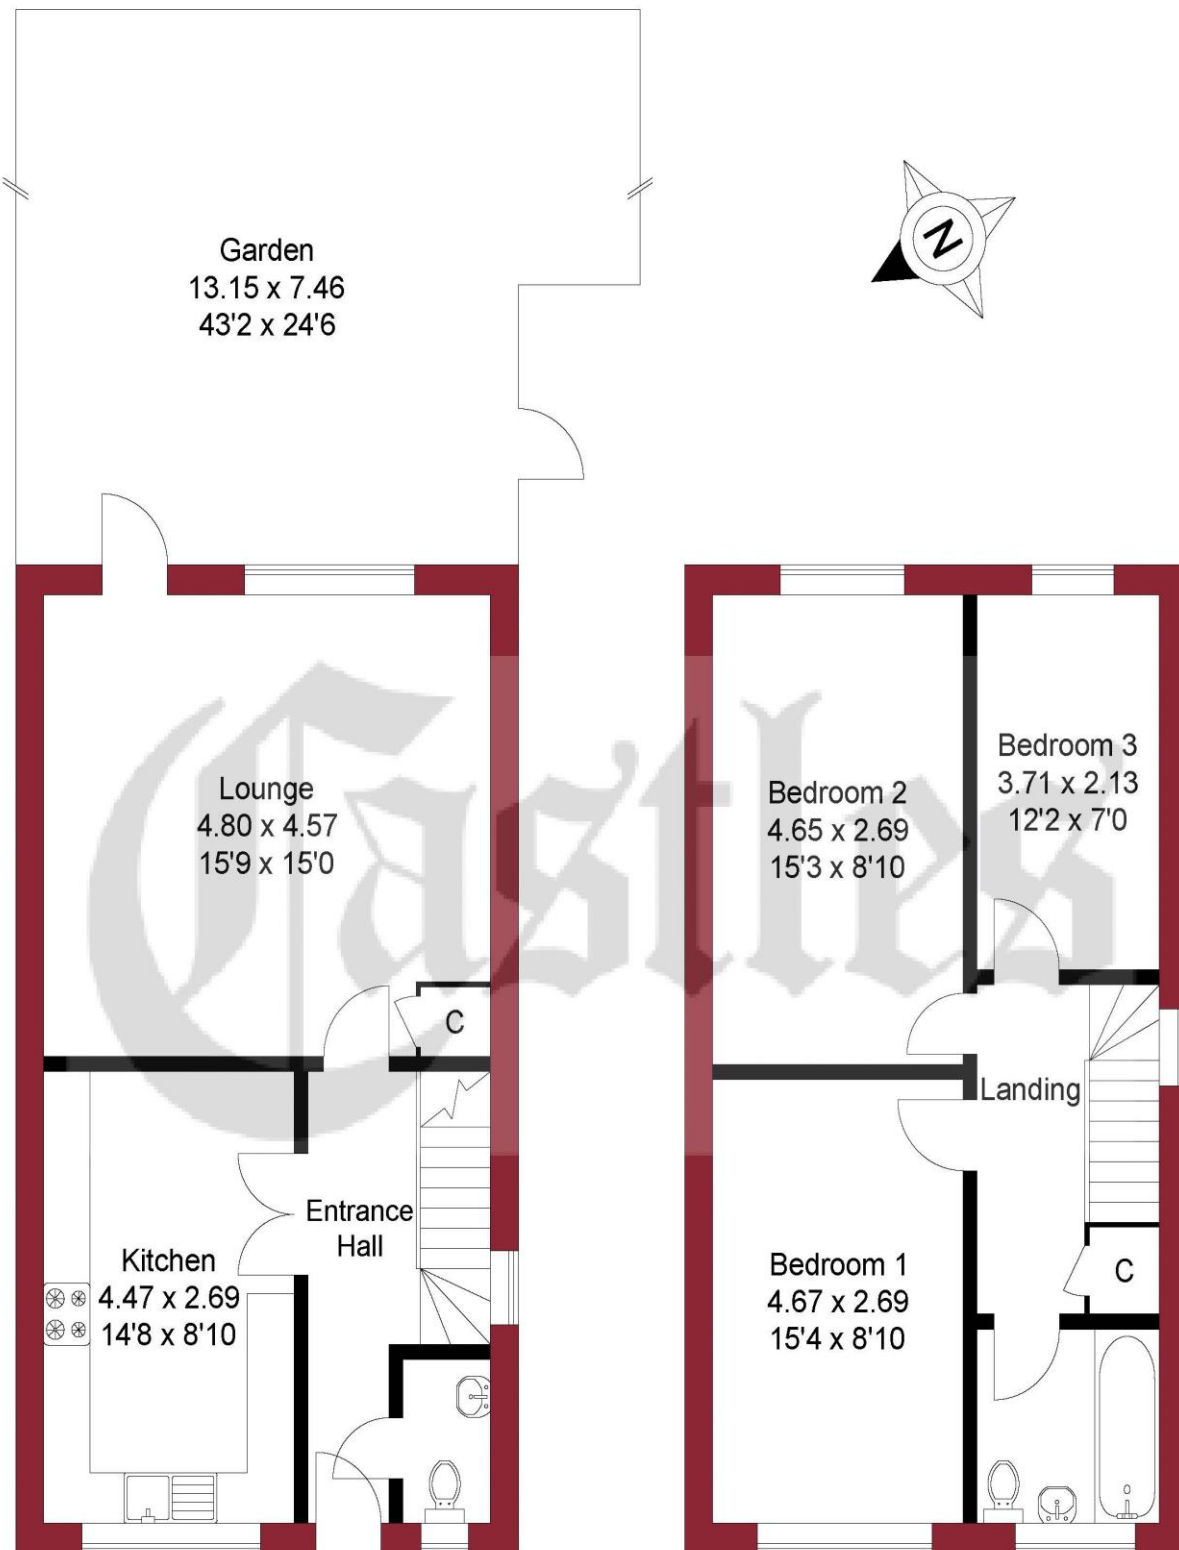 Garden
13.15 x 7.46
43'2 x 24'6
N
Lounge
4.80 x 4.57
15'9 x 15'0
C
Kitchen
4.47 x 2.69
14'8 x 8'10
Entrance
Hall
Bedroom 2
4.65 x 2.69
15'3 x 8'10
Bedroom 3
3.71 x 2.13
12'2 x 7'0
Landing
Bedroom 1
4.67 x 2.69
15'4 x 8'10
C
Castles